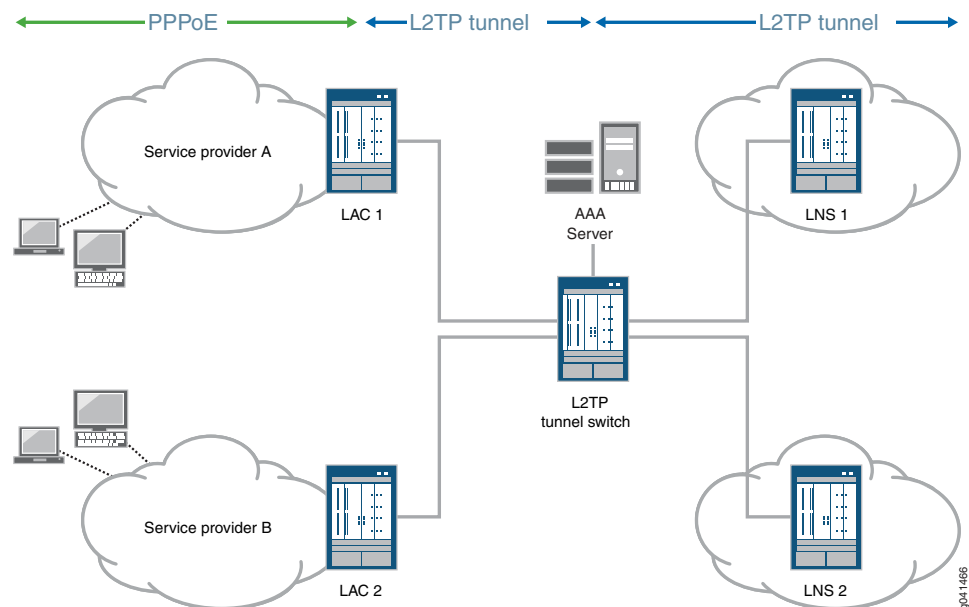 PPPoE
L2TP tunnel
L2TP tunnel
Service provider A
LAC 1
AAA
Server
LNS 1
L2TP
tunnel switch
Service provider B
LAC 2
LNS 2
g041466